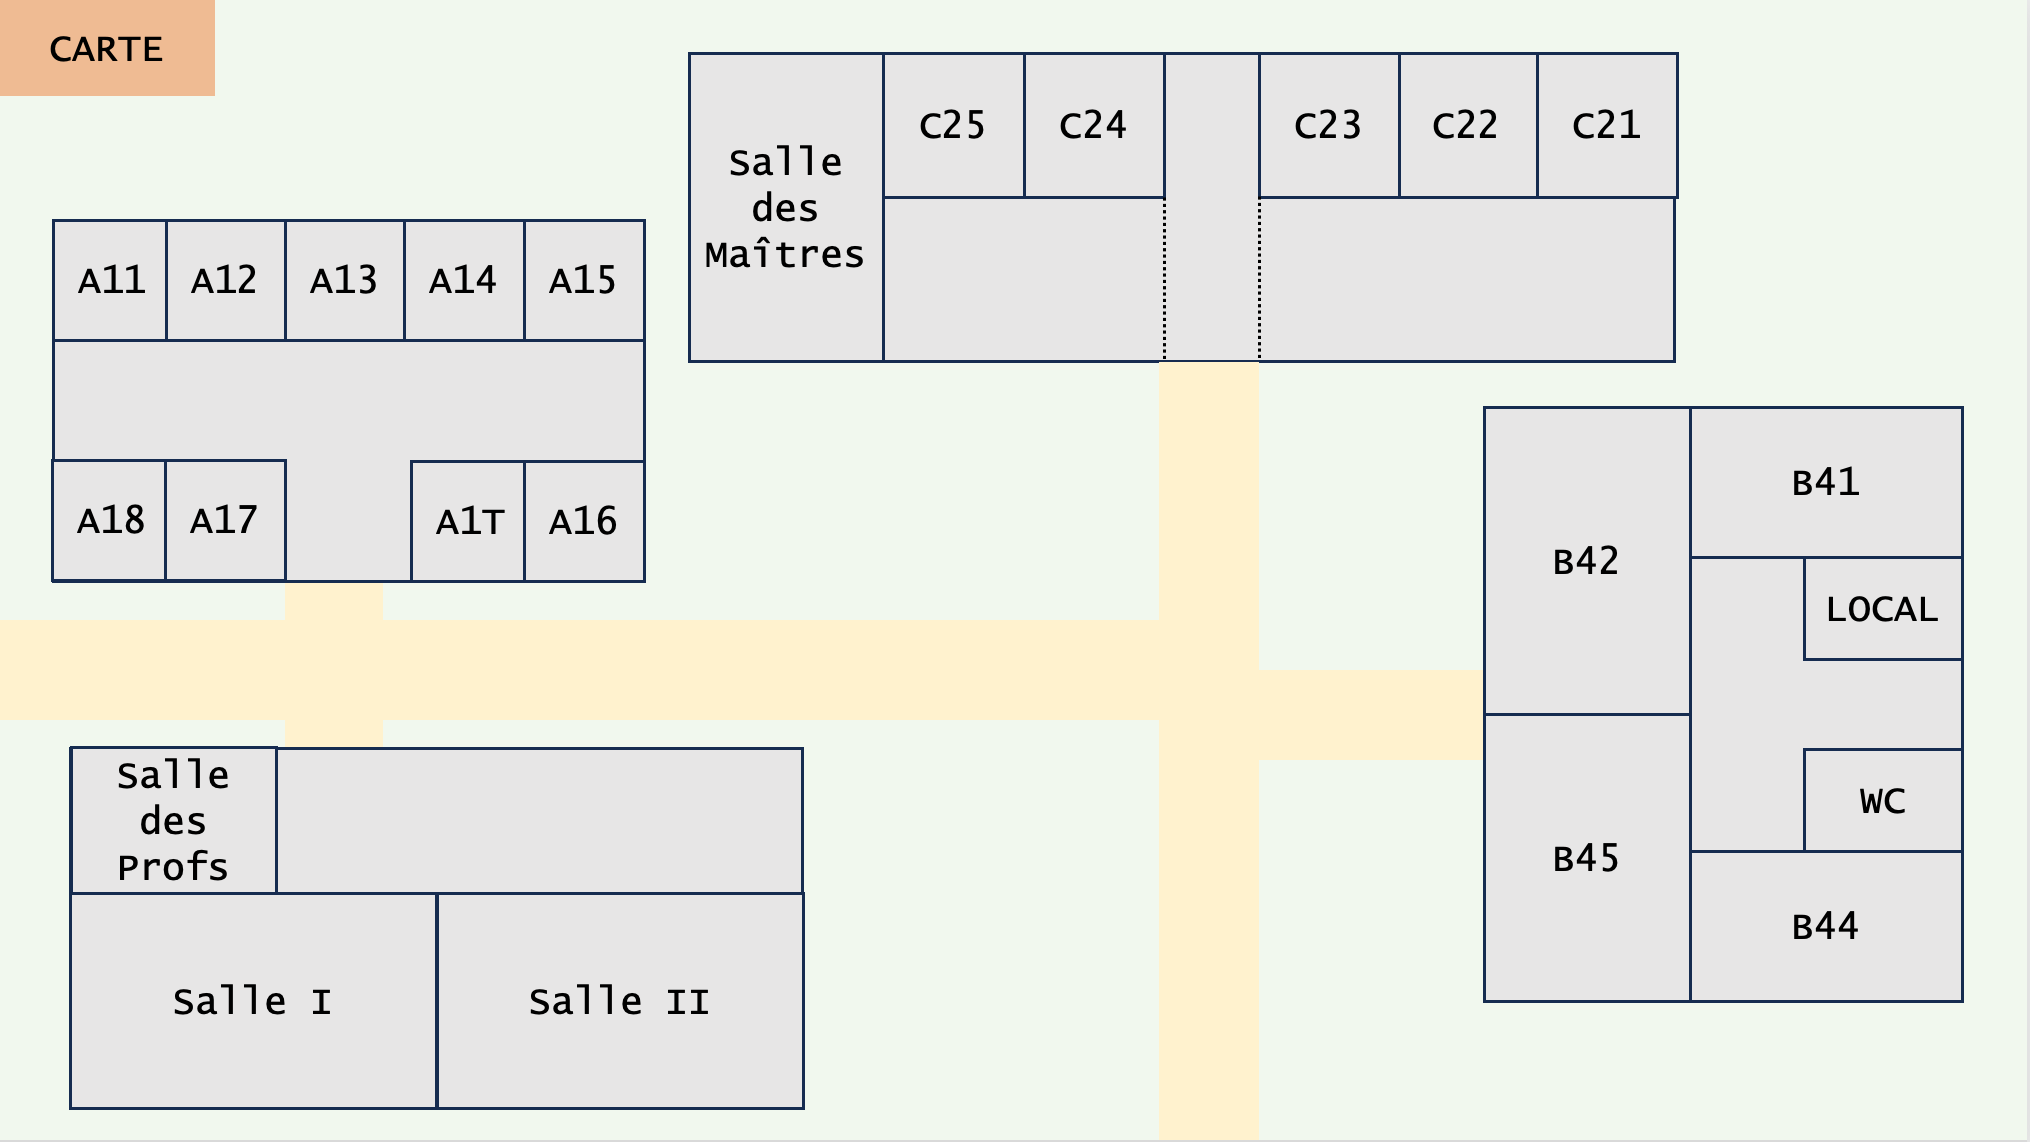 CARTE
Salle
des
Maîtres
C25
C24
C23
C22
C21
A11
A12
A13
A14
A15
A18
A17
A1T
A16
B42
B41
LOCAL
WC
B45
B44
Salle
des
Profs
Salle I
Salle II